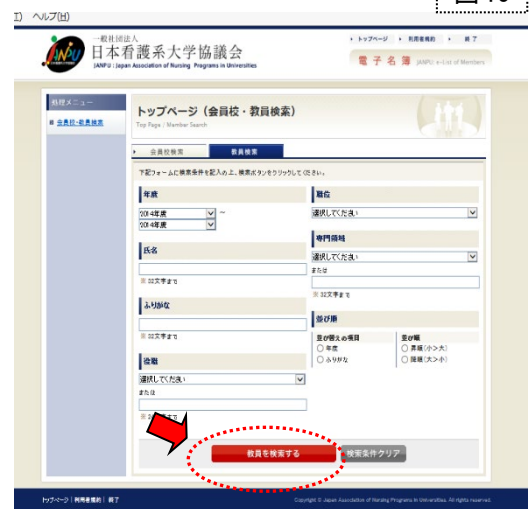 ヘルプ(H)
一般社団法人
日本看護系大学協議会
JANPU : Japan Association of Nursing Programs in Universities
トップページ 利用者規約 終了
電子名簿 JANPU e-List of Members
処理メニュー
会員校・教員検索
トップページ（会員校・教員検索）
Top Page / Member Search
会員校検索 教員検索
下記フォームに検索条件を記入の上、検索ボタンをクリックしてください。
年度
2014年度 ～
2014年度
氏名
※ 32文字まで
ふりがな
※ 32文字まで
役職
選択してください
または
職位
選択してください
専門領域
選択してください
または
※ 32文字まで
並び順
並び替えの項目 並び順
○ 年度 ○ 昇順(小＞大)
○ ふりがな ○ 降順(大＞小)
教員を検索する 検索条件クリア
トップページ | 利用者規約 | 終了
Copyright © Japan Association of Nursing Programs in Universities. All rights reserved.